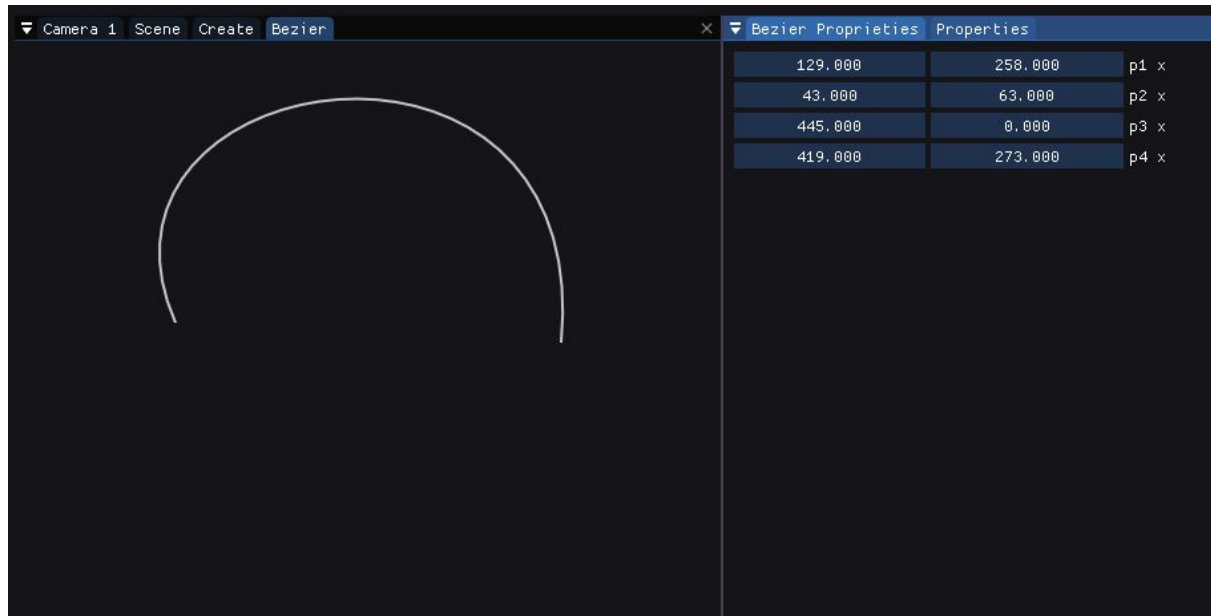 Camera 1 Scene Create Bezier
Bezier Proprieties Properties
129.000 258.000 p1 x
43.000 63.000 p2 x
445.000 0.000 p3 x
419.000 273.000 p4 x